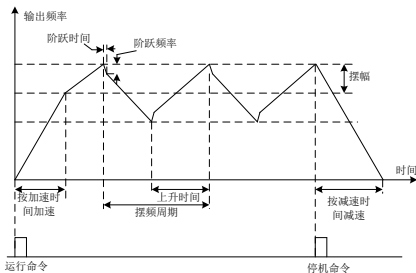 输出频率
阶跃时间
阶跃频率
摆幅
时间
按加速时
间加速
上升时间
摆频周期
按减速时
间减速
运行命令
停机命令